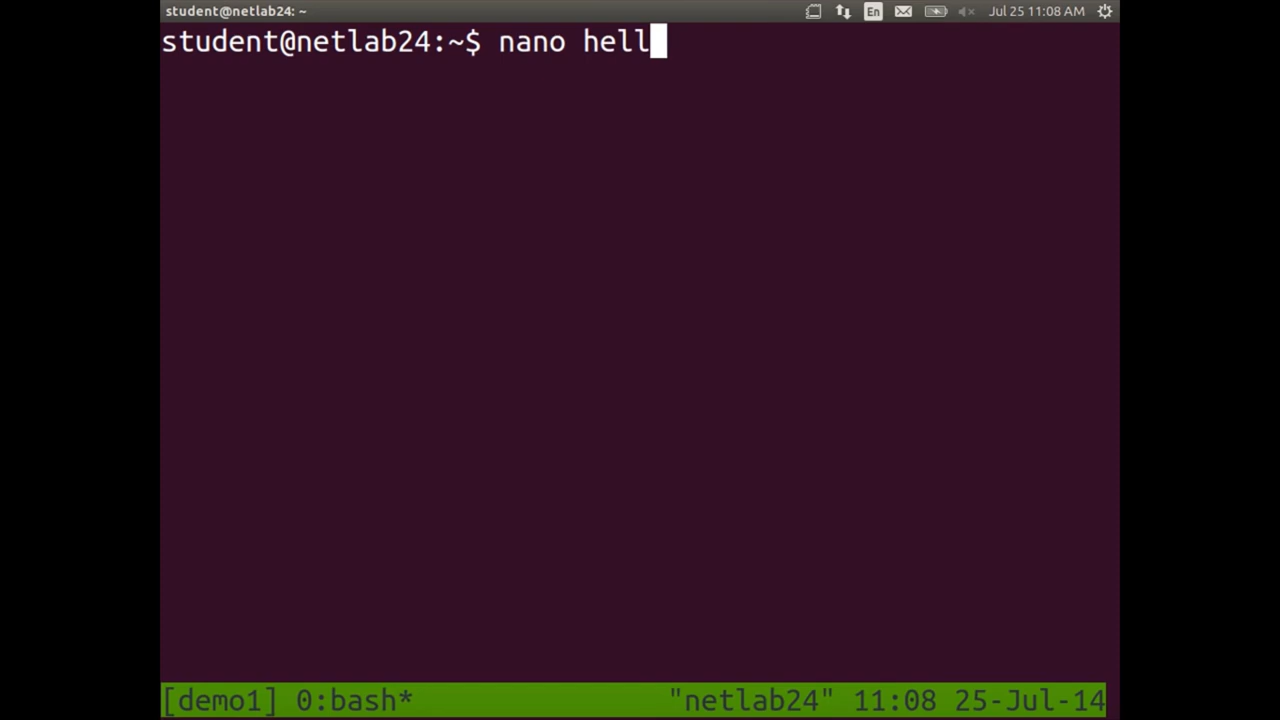 student@netlab24: ~ En Jul 25 11:08 AM
student@netlab24:~$ nano hell
[demo1] 0:bash* "netlab24" 11:08 25-Jul-14